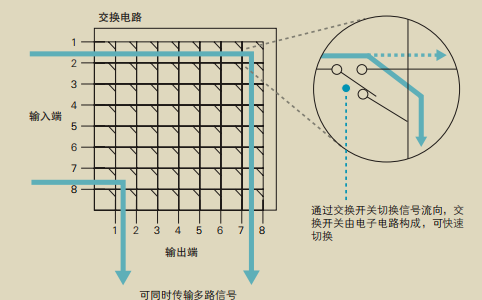 交换电路
1
2
3
4
5
6
7
8
输入端
1 2 3 4 5 6 7 8
输出端
可同时传输多路信号
通过交换开关切换信号流向，交
换开关由电子电路构成，可快速
切换